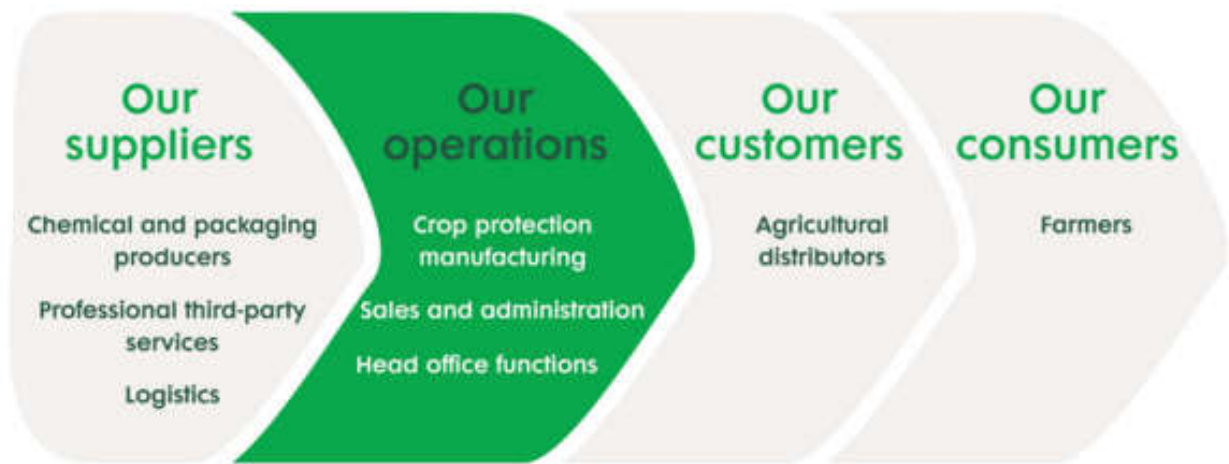 Our
suppliers
Chemical and packaging
producers
Professional third-party
services
Logistics
Our
operations
Crop protection
manufacturing
Sales and administration
Head office functions
Our
customers
Agricultural
distributors
Our
consumers
Farmers